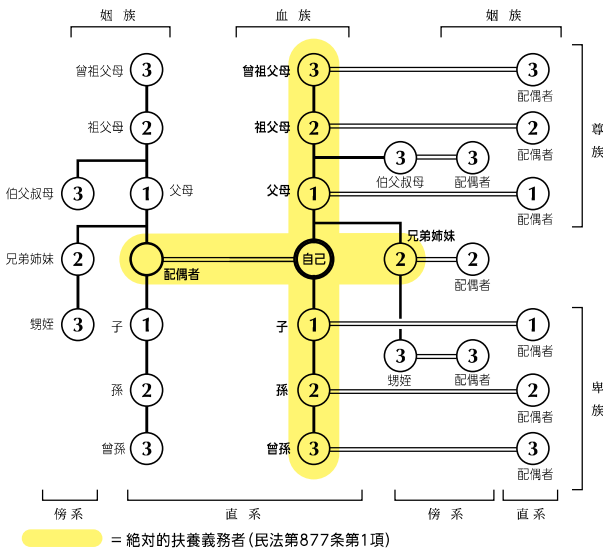 姻族 血族 姻族
曾祖父母 3 曾祖父母 3 3
配偶者
祖父母 2 祖父母 2 2
尊族
配偶者
3 3
伯父叔母 配偶者
伯父叔母 3 1 父母 父母 1 1
配偶者
兄弟姉妹
兄弟姉妹 2 自己 2 2
配偶者
配偶者
甥姪 3 子 1 子 1 1
配偶者
3 3
甥姪 配偶者
卑族
孫 2 孫 2 2
配偶者
曾孫 3 曾孫 3 3
配偶者
傍系 直系 傍系 直系
= 絶対的扶養義務者(民法第877条第1項)